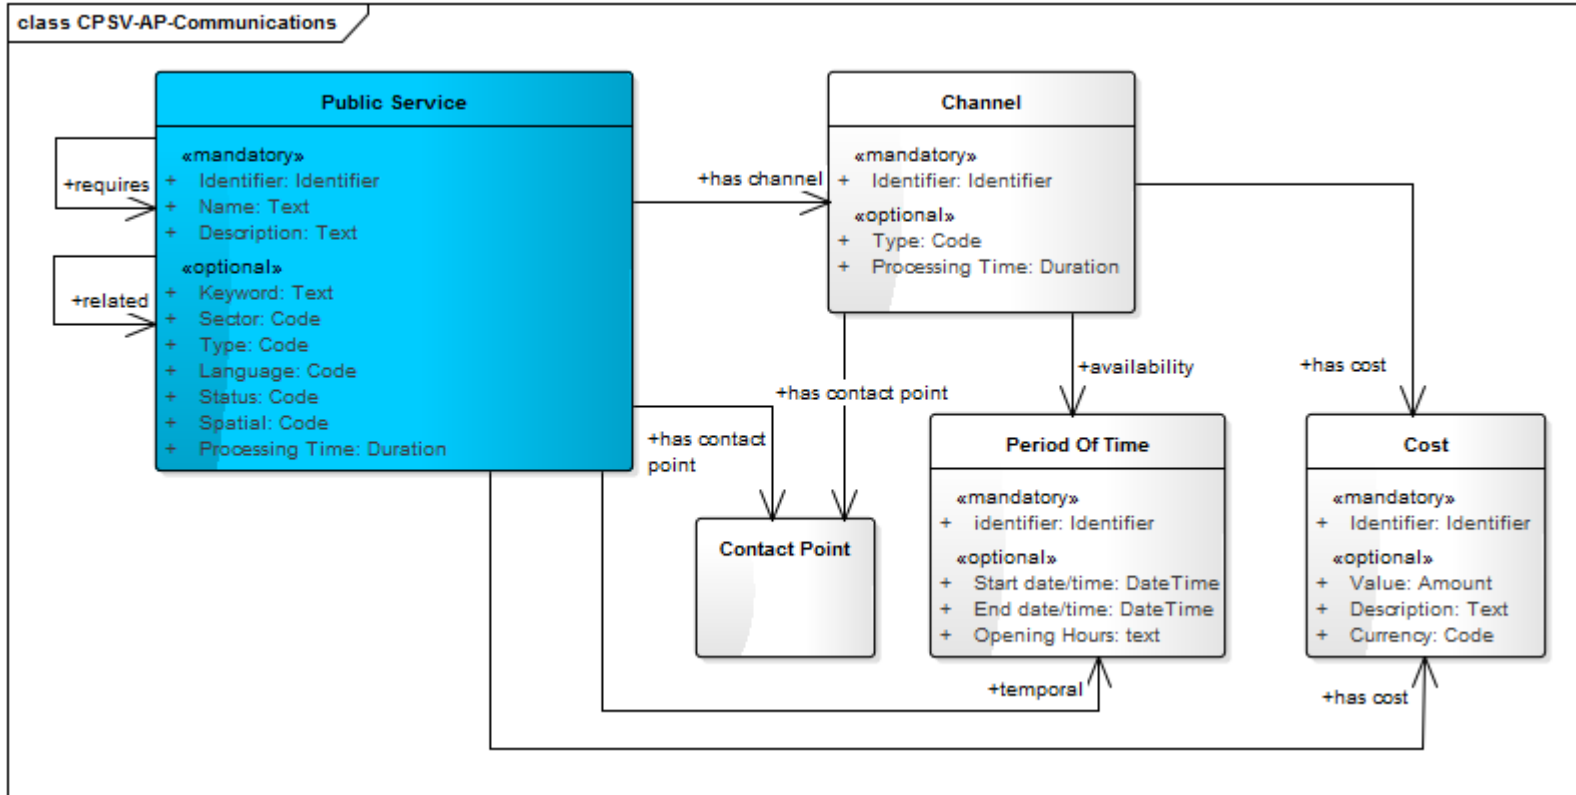 class CPSV-AP-Communications
Public Service
«mandatory»
+ Identifier: Identifier
+ Name: Text
+ Description: Text
«optional»
+ Keyword: Text
+ Sector: Code
+ Type: Code
+ Language: Code
+ Status: Code
+ Spatial: Code
+ Processing Time: Duration
+requires
+related
+has channel
Channel
«mandatory»
+ Identifier: Identifier
«optional»
+ Type: Code
+ Processing Time: Duration
+has contact
point
+has contact point
+availability
+has cost
Contact Point
Period Of Time
«mandatory»
+ identifier: Identifier
«optional»
+ Start date/time: DateTime
+ End date/time: DateTime
+ Opening Hours: text
Cost
«mandatory»
+ Identifier: Identifier
«optional»
+ Value: Amount
+ Description: Text
+ Currency: Code
+temporal
+has cost